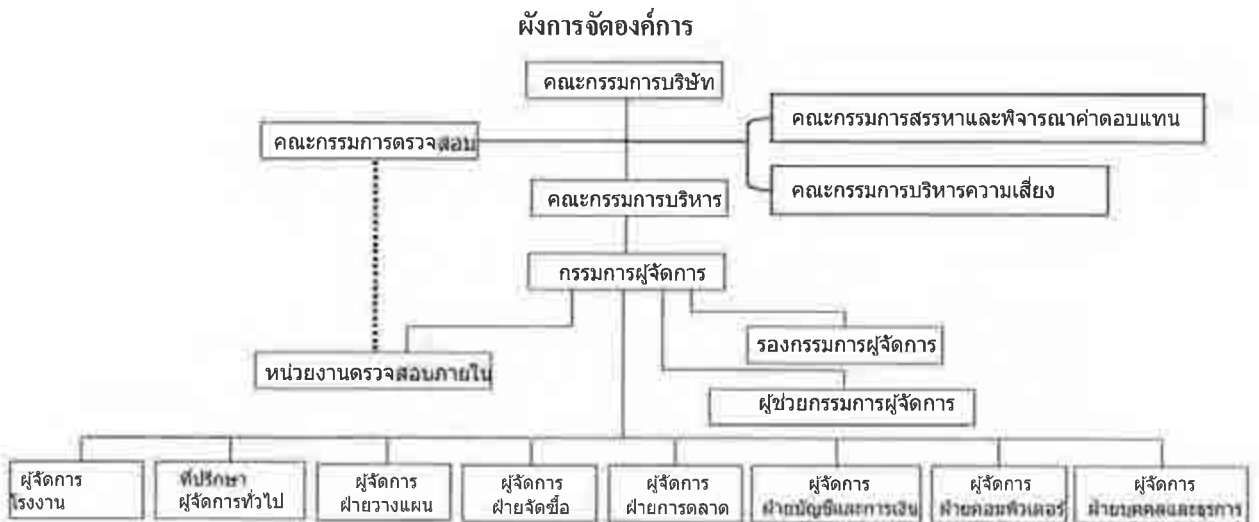 ผังการจัดองค์การ
คณะกรรมการบริษัท
คณะกรรมการสรรหาและพิจารณาค่าตอบแทน
คณะกรรมการตรวจสอบ
คณะกรรมการบริหาร
คณะกรรมการบริหารความเสี่ยง
กรรมการผู้จัดการ
รองกรรมการผู้จัดการ
หน่วยงานตรวจสอบภายใน
ผู้ช่วยกรรมการผู้จัดการ
ผู้จัดการ
โรงงาน
ที่ปรึกษา
ผู้จัดการทั่วไป
ผู้จัดการ
ฝ่ายวางแผน
ผู้จัดการ
ฝ่ายจัดซื้อ
ผู้จัดการ
ฝ่ายการตลาด
ผู้จัดการ
ฝ่ายบัญชีและการเงิน
ผู้จัดการ
ฝ่ายคอมพิวเตอร์
ผู้จัดการ
ฝ่ายบุคคลและธุรการ